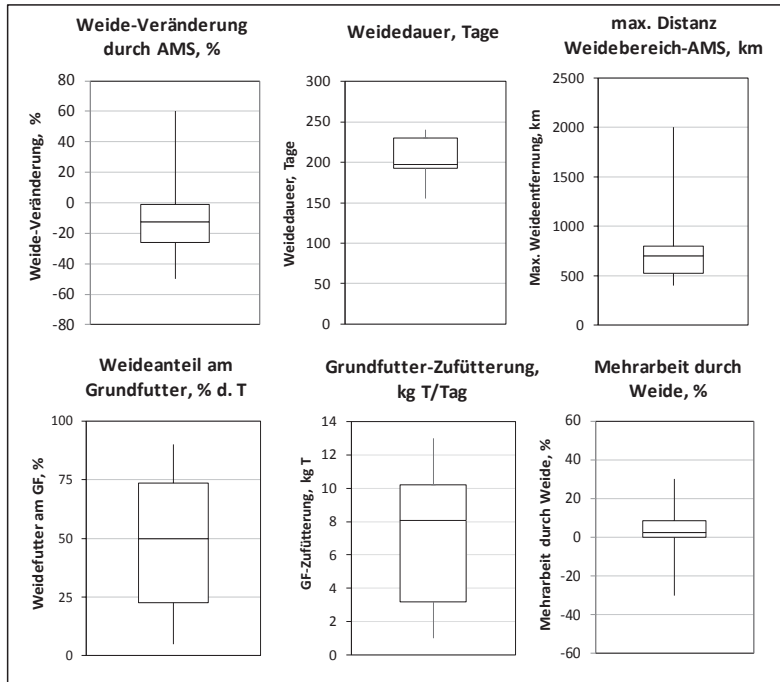 Weide-Veränderung
durch AMS, %
Weide-Veränderung, %
80
60
40
20
0
-20
-40
-60
-80
Weidedauer, Tage
Weidedaueer, Tage
300
250
200
150
100
50
0
max. Distanz
Weidebereich-AMS, km
Max. Weideentfernung, km
2500
2000
1500
1000
500
0
Weideanteil am
Grundfutter, % d. T
Weidefutter am GF, %
100
75
50
25
0
Grundfutter-Zufütterung,
kg T/Tag
GF-Zufütterung, kg T
14
12
10
8
6
4
2
0
Mehrarbeit durch
Weide, %
Mehrarbeit durch Weide, %
60
40
20
0
-20
-40
-60